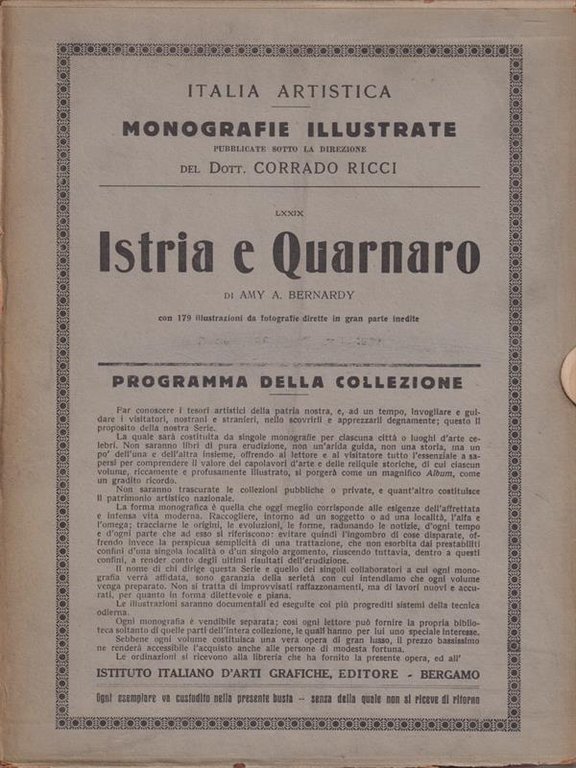 ITALIA ARTISTICA
MONOGRAFIE ILLUSTRATE
PUBBLICATE SOTTO LA DIREZIONE
DEL DOTT. CORRADO RICCI
LXXIX
Istria e Quarnaro
DI AMY A. BERNARDY
con 179 illustrazioni da fotografie dirette in gran parte inedite
PROGRAMMA DELLA COLLEZIONE
Far conoscere i tesori artistici della patria nostra, e, ad un tempo, invogliare e gui-
dare i visitatori, nostrani e stranieri, nello scovrirli e apprezzarli degnamente; questo il
proposito della nostra Serie.
La quale sarà costituita da singole monografie per ciascuna città o luoghi d'arte ce-
lebri. Non saranno libri di pura erudizione, non un'arida guida, non una storia, ma un
po' dell'una e dell'altra insieme, offrendo al lettore e al visitatore tutto l'essenziale a sa-
persi per comprendere il valore dei capolavori d'arte e delle reliquie storiche, di cui ciascun
volume, riccamente e profusamente illustrato, si porgerà come un magnifico Album, come
un gradito ricordo.
Non saranno trascurate le collezioni pubbliche o private, e quant'altro costituisce
il patrimonio artistico nazionale.
La forma monografica è quella che oggi meglio corrisponde alle esigenze dell'affrettata
e intensa vita moderna. Raccogliere, intorno ad un soggetto o ad una località, l'alfa e
l'omega; tracciarne le origini, le evoluzioni, le forme, radunando le notizie, d'ogni tempo
e d'ogni parte che ad esso si riferiscono: evitare quindi l'ingombro di cose disparate, of-
frendo invece la perspicua semplicità di una trattazione, che non esorbita dai prestabiliti
confini d'una singola località o d'un singolo argomento, riuscendo tuttavia, dentro a questi
confini, a render conto degli ultimi risultati dell'erudizione.
Il nome di chi dirige questa Serie e quello dei singoli collaboratori a cui ogni mono-
grafia verrà affidata, sono garanzia della serietà con cui intendiamo che ogni volume
venga preparato. Non si tratta di improvvisati raffazzonamenti, ma di lavori nuovi e accu-
rati, per quanto in forma dilettevole e piana.
Le illustrazioni saranno documentali ed eseguite coi più progrediti sistemi della tecnica
odierna.
Ogni monografia è vendibile separata; così ogni lettore può fornire la propria biblio-
teca soltanto di quelle parti dell'intera collezione, le quali hanno per lui uno speciale interesse.
Sebbene ogni volume costituisca una vera opera di gran lusso, il prezzo bassissimo
ne renderà accessibile l'acquisto anche alle persone di modesta fortuna.
Le ordinazioni si ricevono alla libreria che ha fornito la presente opera, ed all'
ISTITUTO ITALIANO D'ARTI GRAFICHE, EDITORE - BERGAMO
Ogni esemplare va custodito nella presente busta -- senza della quale non si riceve di ritorno